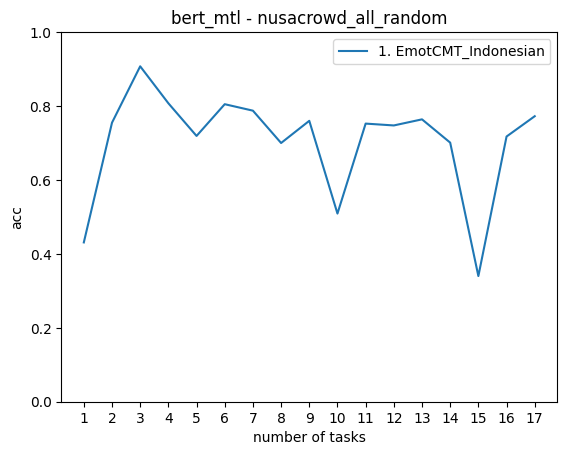 bert_mtl - nusacrowd_all_random
1.0
1. EmotCMT_Indonesian
0.8
0.6
acc
0.4
0.2
0.0
1 2 3 4 5 6 7 8 9 10 11 12 13 14 15 16 17
number of tasks